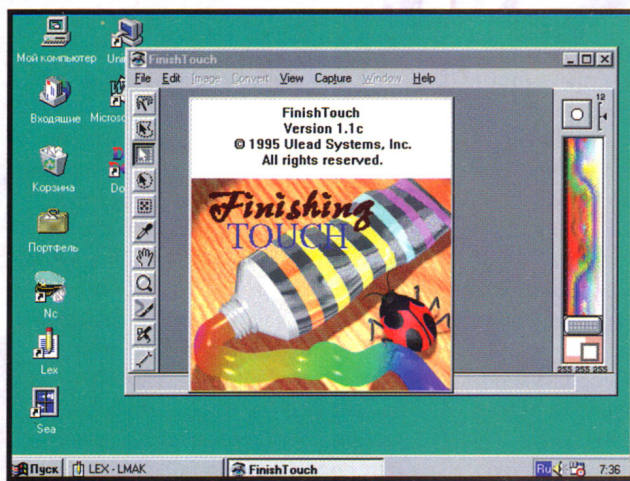 Мой компьютер
Входящие
Корзина
Портфель
Nc
Lex
Sea
FinishTouch
File Edit Image Convert View Capture Window Help
FinishTouch
Version 1.1c
© 1995 Ulead Systems, Inc.
All rights reserved.
Finishing
TOUCH
12
255 255 255
Пуск
LEX - LMAK
FinishTouch
Ru
7:36